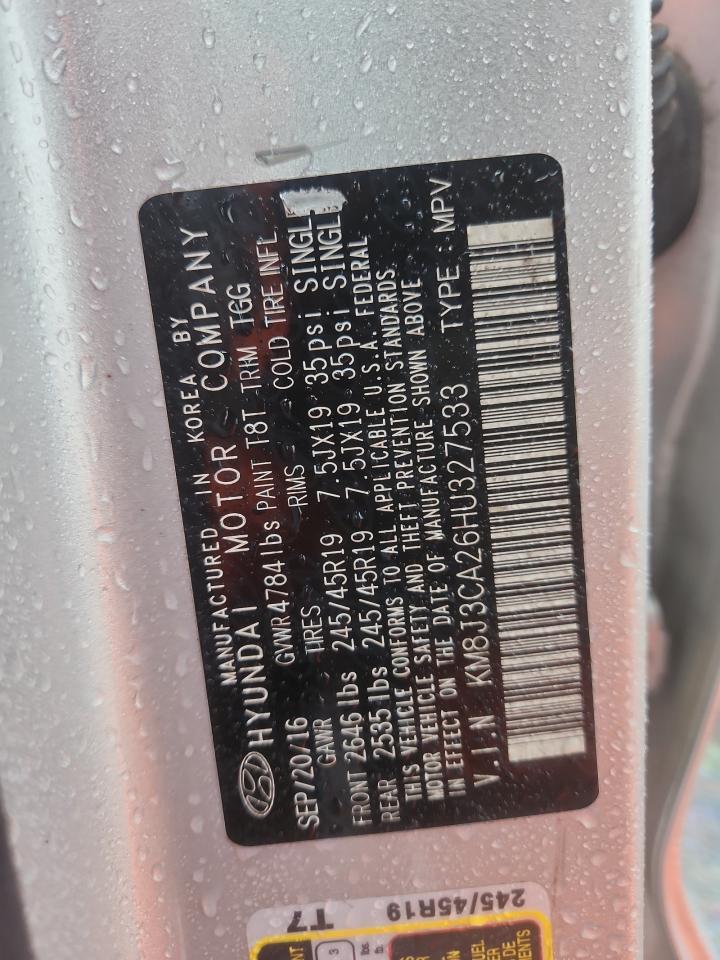 MANUFACTURED IN KOREA BY
HYUNDAI MOTOR COMPANY
SEP/20/16 GVWR 4784 lbs PAINT T8T TRIM TGG
GAWR TIRES RIMS COLD TIRE INFL
FRONT 2646 lbs 245/45R19 7.5JX19 35psi SINGL
REAR 2535 lbs 245/45R19 7.5JX19 35psi SINGL
THIS VEHICLE CONFORMS TO ALL APPLICABLE U.S.A. FEDERAL
MOTOR VEHICLE SAFETY AND THEFT PREVENTION STANDARDS
IN EFFECT ON THE DATE OF MANUFACTURE SHOWN ABOVE
V.I.N KM8J3CA26HU327533 TYPE : MPV
T7
245/45R19